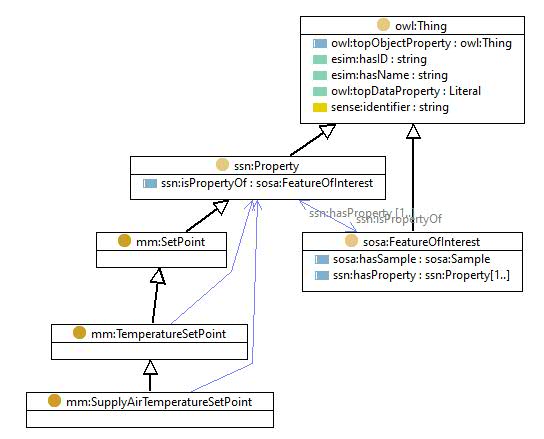 owl:Thing
owl:topObjectProperty : owl:Thing
esim:hasID : string
esim:hasName : string
owl:topDataProperty : Literal
sense:identifier : string
ssn:Property
ssn:isPropertyOf : sosa:FeatureOfInterest
ssn:hasProperty [1..]
ssn:isPropertyOf
mm:SetPoint
sosa:FeatureOfInterest
sosa:hasSample : sosa:Sample
ssn:hasProperty : ssn:Property[1..]
mm:TemperatureSetPoint
mm:SupplyAirTemperatureSetPoint